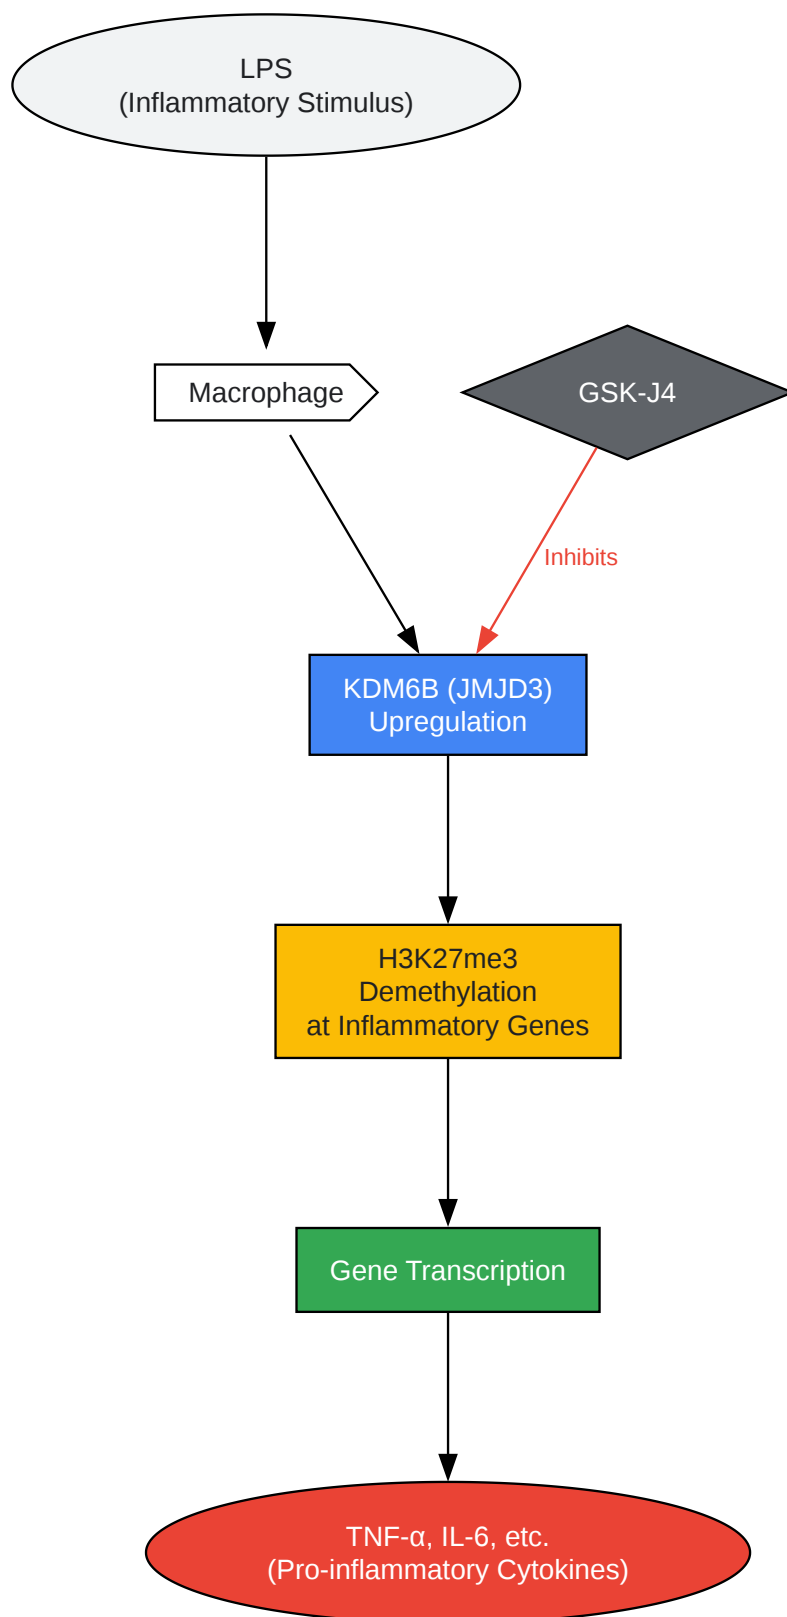 LPS
(Inflammatory Stimulus)
Macrophage
GSK-J4
Inhibits
KDM6B (JMJD3)
Upregulation
H3K27me3
Demethylation
at Inflammatory Genes
Gene Transcription
TNF-α, IL-6, etc.
(Pro-inflammatory Cytokines)